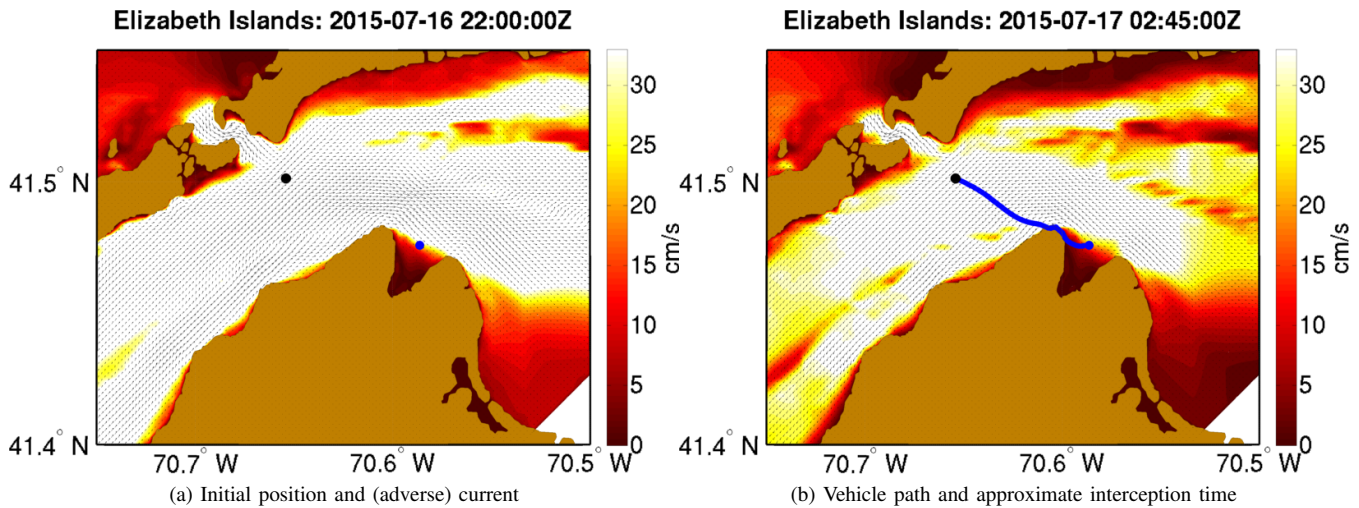 Elizabeth Islands: 2015-07-16 22:00:00Z
41.5° N
41.4° N
70.7° W
70.6° W
70.5° W
30
25
20
15
10
5
0
cm/s
(a) Initial position and (adverse) current
Elizabeth Islands: 2015-07-17 02:45:00Z
41.5° N
41.4° N
70.7° W
70.6° W
70.5° W
30
25
20
15
10
5
0
cm/s
(b) Vehicle path and approximate interception time